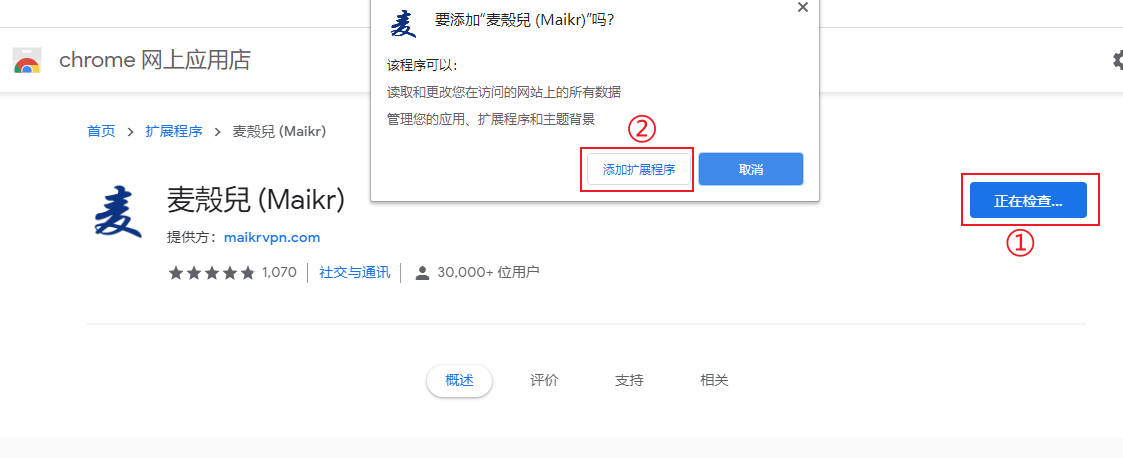 要添加“麦殼兒 (Maikr)”吗?
chrome 网上应用店
该程序可以:
读取和更改您在访问的网站上的所有数据
管理您的应用、扩展程序和主题背景
②
添加扩展程序
取消
首页 > 扩展程序 > 麦殼兒 (Maikr)
麦
麦殼兒 (Maikr)
正在检查...
①
提供方: maikrvpn.com
1,070
社交与通讯
30,000+ 位用户
概述
评价
支持
相关